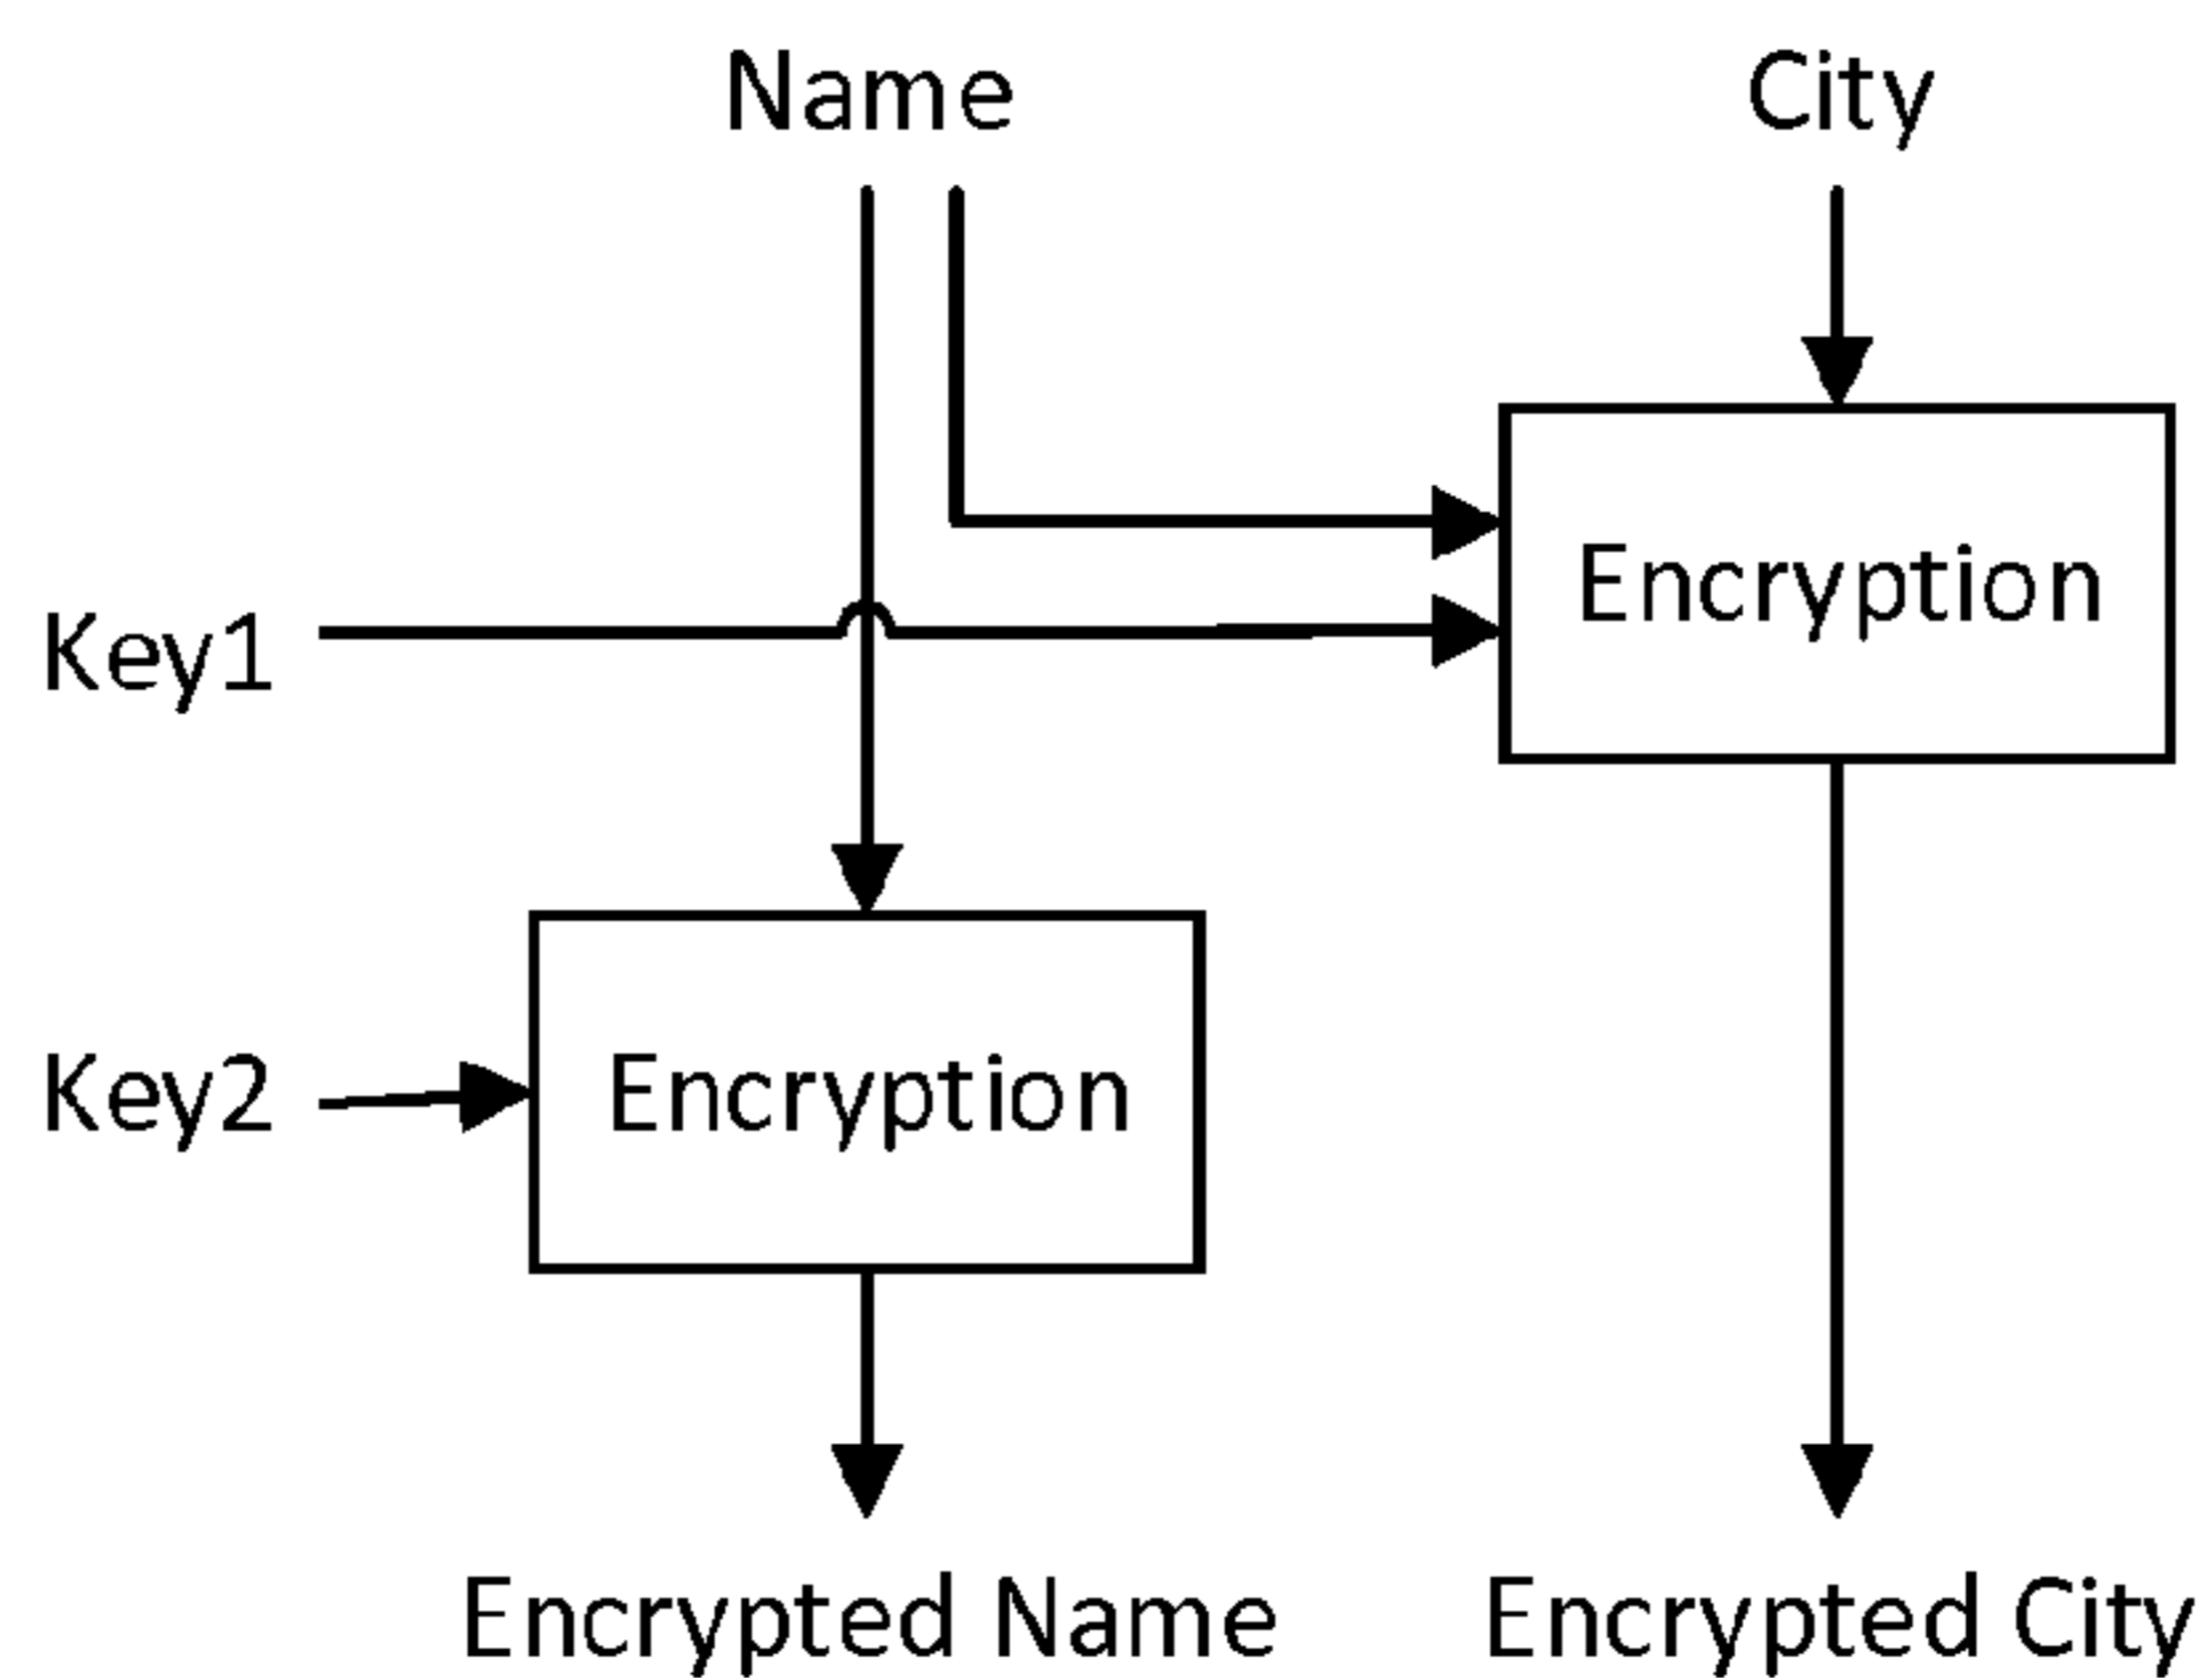 Name
City
Encryption
Key1
Key2
Encryption
Encrypted Name
Encrypted City